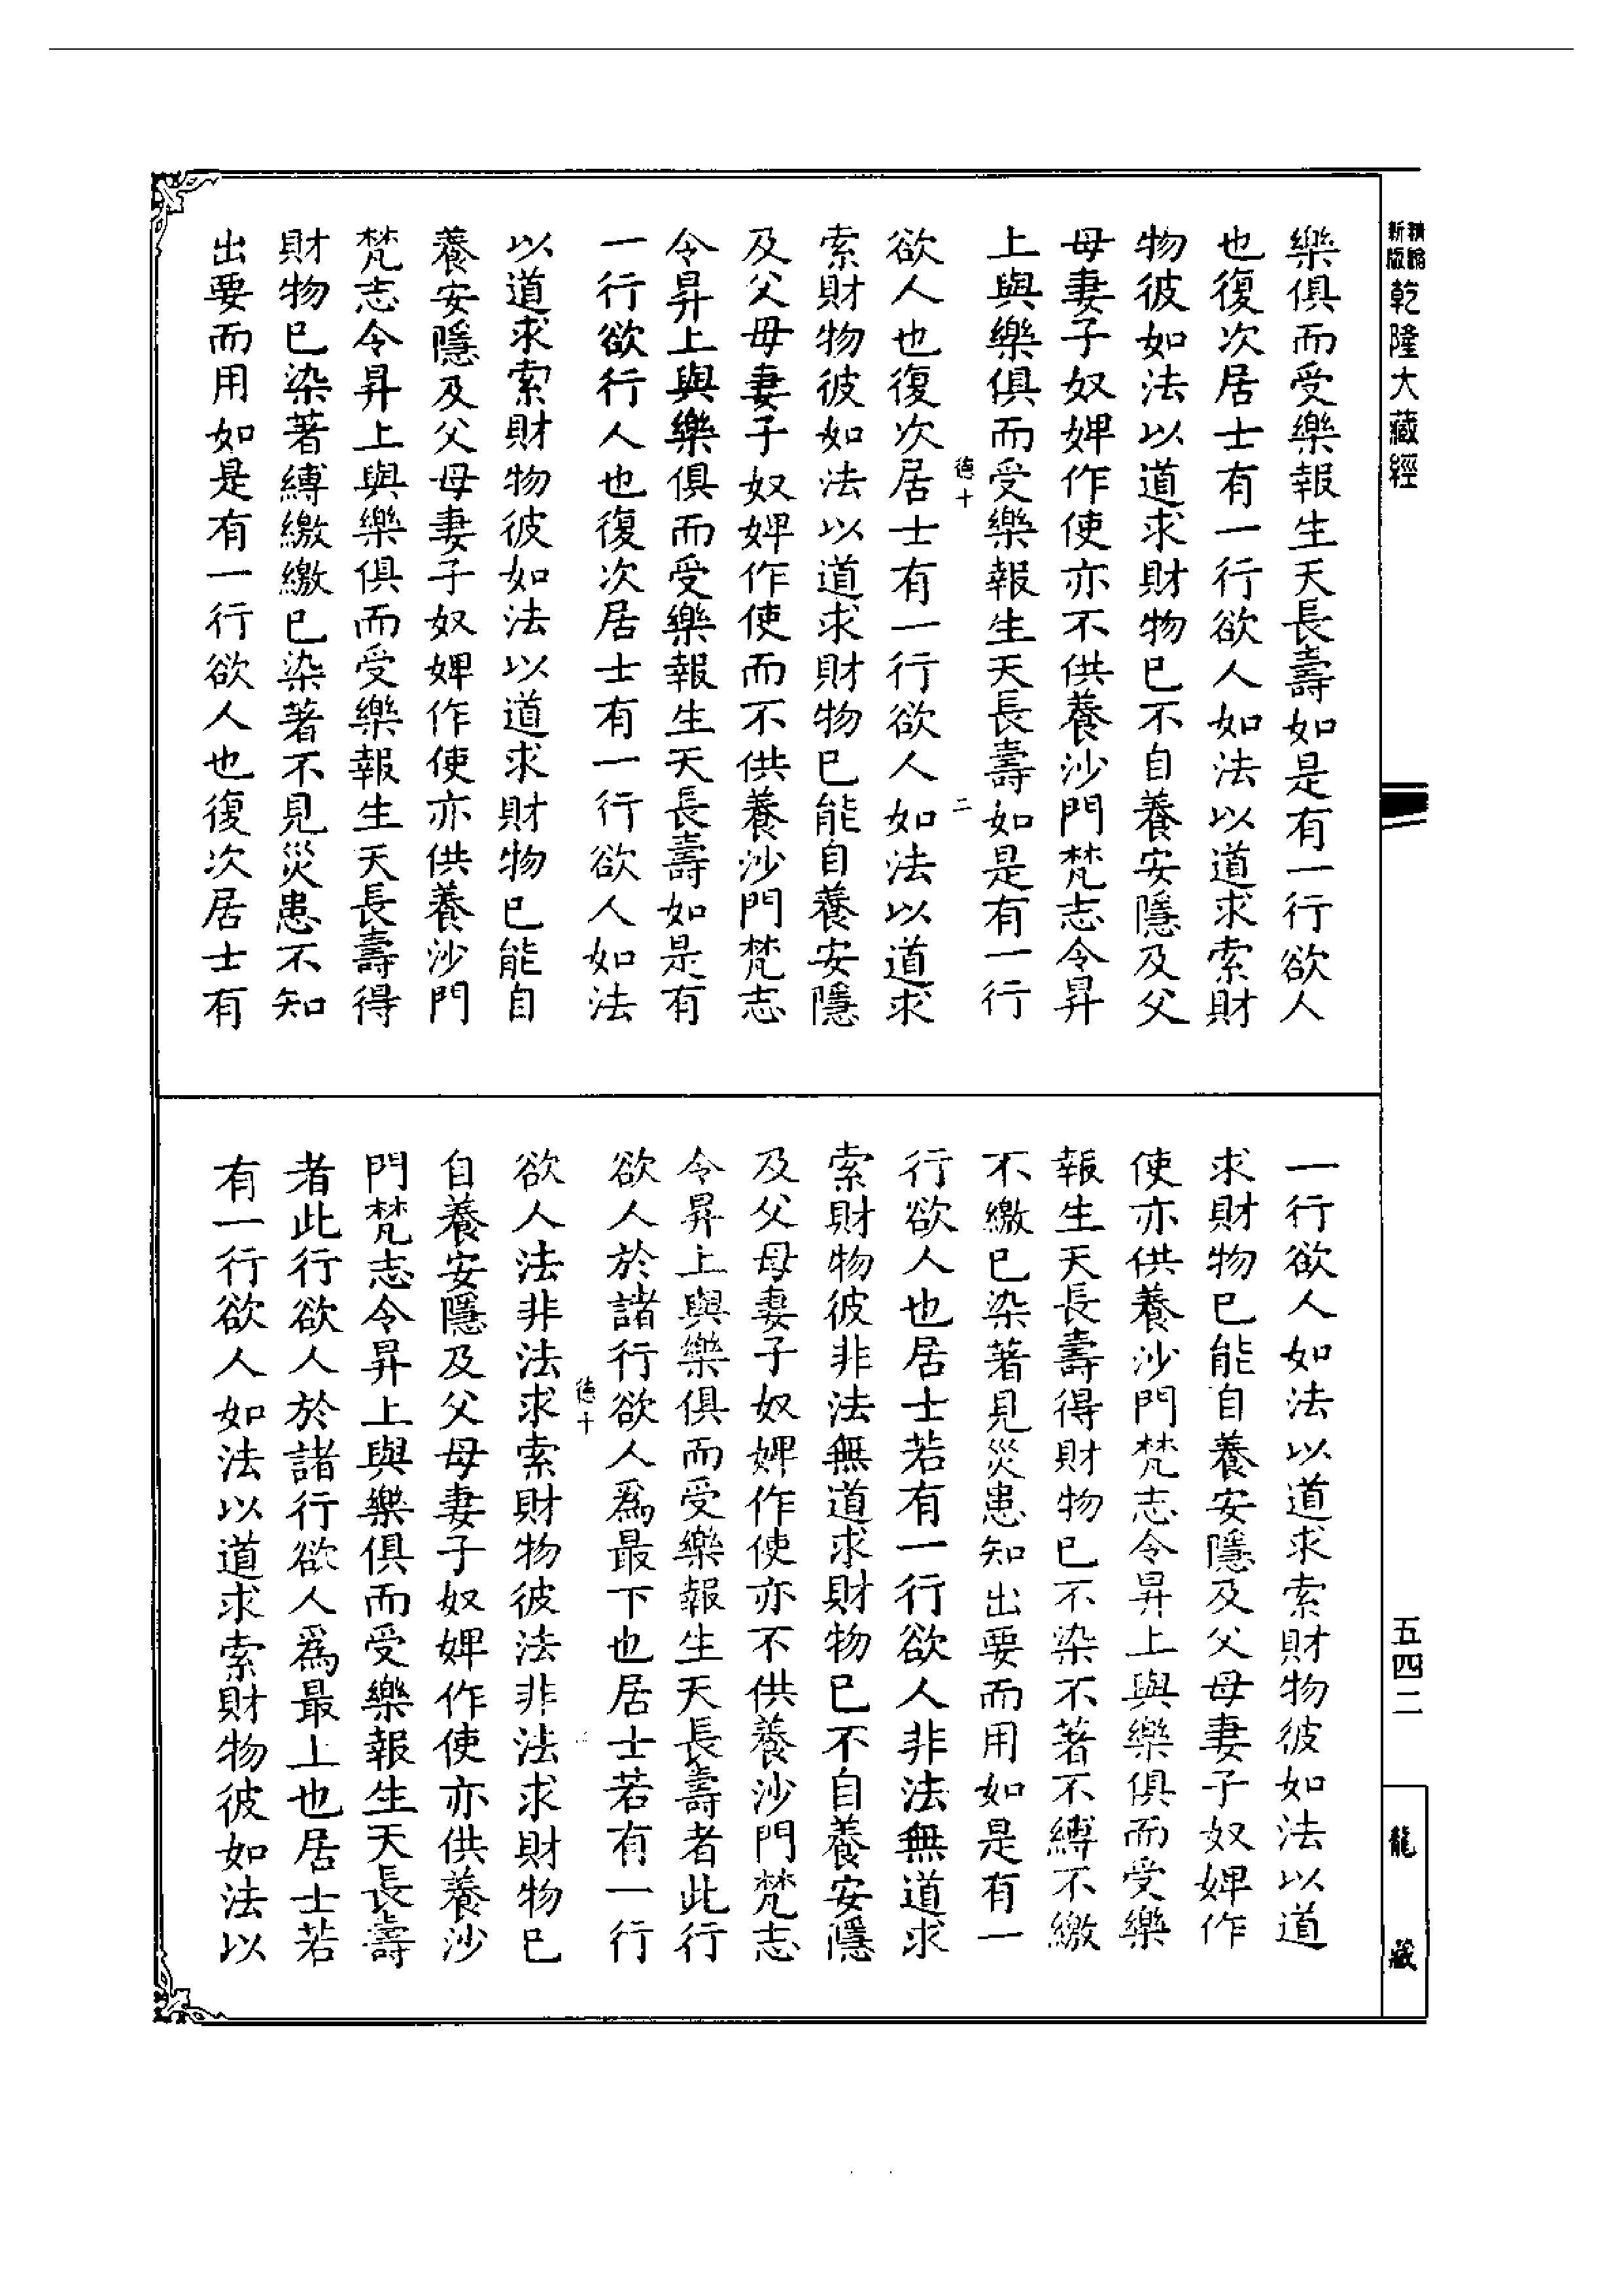 新版精縮乾隆大藏經
樂俱而受樂報生天長壽如是有一行欲人
也復次居士有一行欲人如法以道求索財
物彼如法以道求財物已不自養安隱及父
母妻子奴婢作使亦不供養沙門梵志令昇
上與樂俱而受樂報生天長壽如是有一行
德十 二
欲人也復次居士有一行欲人如法以道求
索財物彼如法以道求財物已能自養安隱
及父母妻子奴婢作使而不供養沙門梵志
令昇上與樂俱而受樂報生天長壽如是有
一行欲行人也復次居士有一行欲人如法
以道求索財物彼如法以道求財物已能自
養安隱及父母妻子奴婢作使亦供養沙門
梵志令昇上與樂俱而受樂報生天長壽得
財物已染著縛繳繳已染著不見災患不知
出要而用如是有一行欲人也復次居士有
一行欲人如法以道求索財物彼如法以道
求財物已能自養安隱及父母妻子奴婢作
使亦供養沙門梵志令昇上與樂俱而受樂
報生天長壽得財物已不染不著不縛不繳
不繳已染著見災患知出要而用如是有一
行欲人也居士若有一行欲人非法無道求
索財物彼非法無道求財物已不自養安隱
及父母妻子奴婢作使亦不供養沙門梵志
令昇上與樂俱而受樂報生天長壽者此行
欲人於諸行欲人爲最下也居士若有一行
德十
欲人法非法求索財物彼法非法求財物已
自養安隱及父母妻子奴婢作使亦供養沙
門梵志令昇上與樂俱而受樂報生天長壽
者此行欲人於諸行欲人爲最上也居士若
有一行欲人如法以道求索財物彼如法以
五四二
龍藏